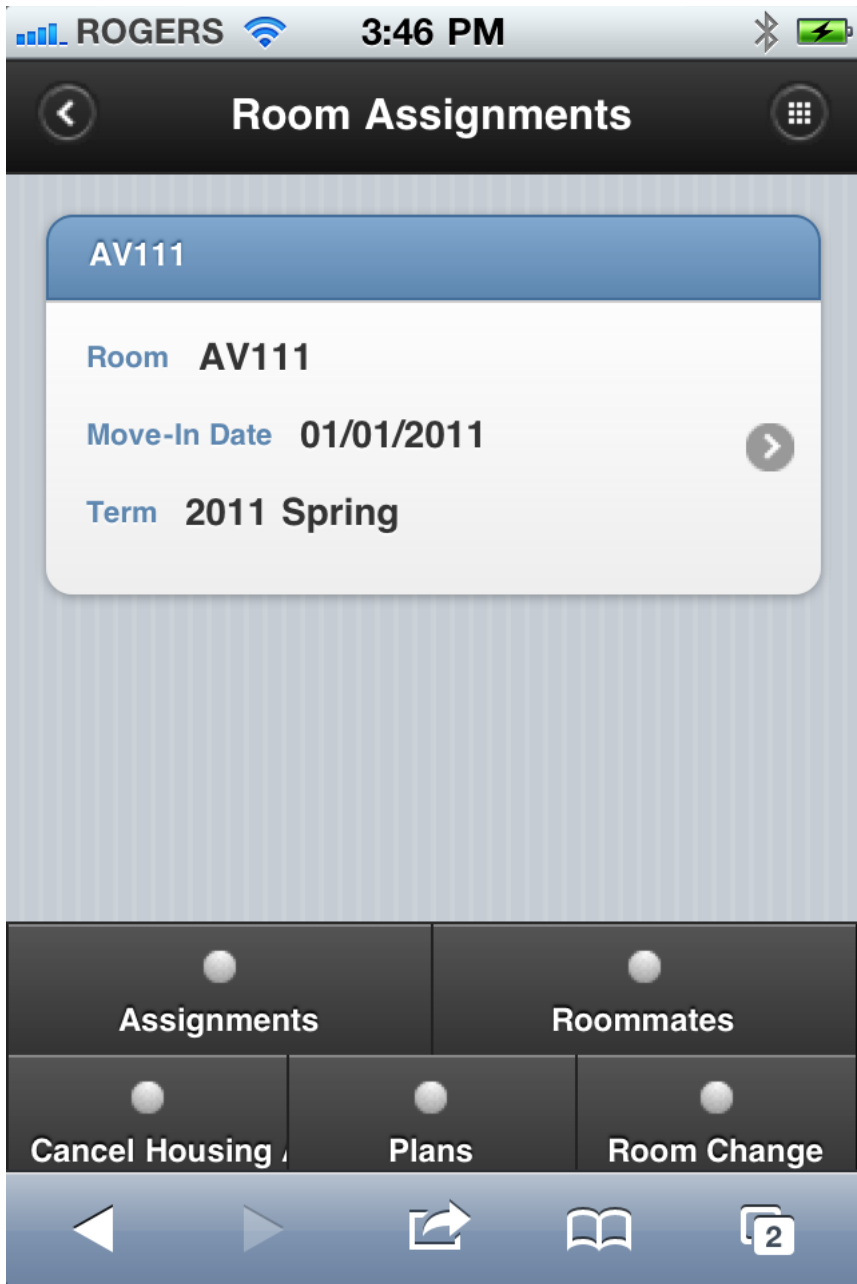 ROGERS 3:46 PM
Room Assignments
AV111
Room AV111
Move-In Date 01/01/2011
Term 2011 Spring
Assignments Roommates
Cancel Housing Plans Room Change
2